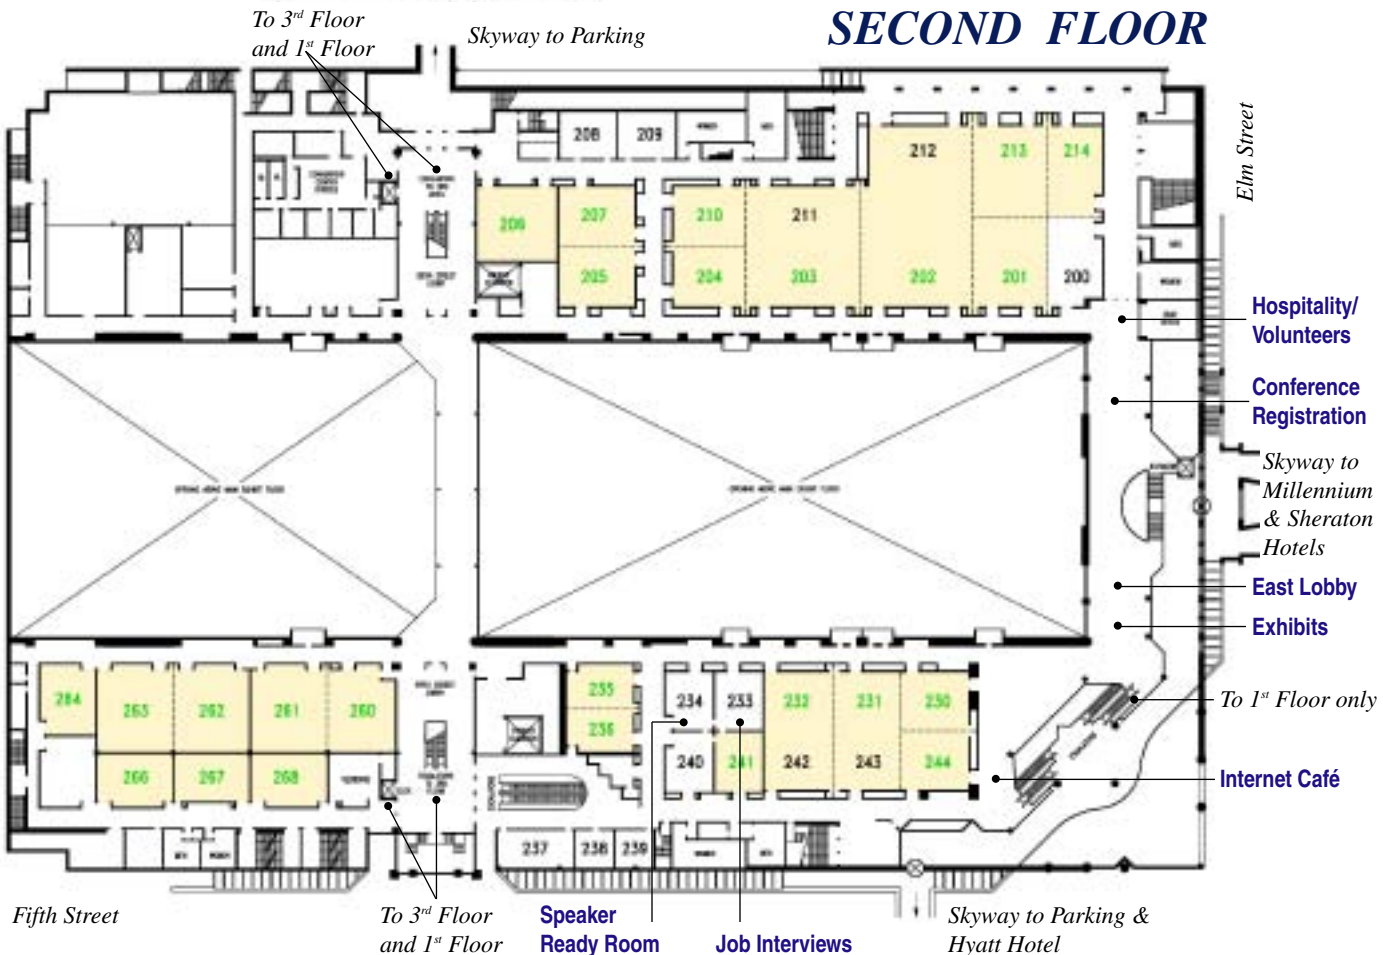 SECOND FLOOR
To 3rd Floor
and 1st Floor
Skyway to Parking
Elm Street
208
209
212
213
214
206
207
210
211
205
204
203
202
201
200
Hospitality/
Volunteers
Conference
Registration
Skyway to
Millennium
& Sheraton
Hotels
East Lobby
Exhibits
To 1st Floor only
Internet Café
284
263
262
261
260
266
267
268
235
236
234
233
232
231
230
240
241
242
243
244
237
238
239
Fifth Street
To 3rd Floor
and 1st Floor
Speaker
Ready Room
Job Interviews
Skyway to Parking &
Hyatt Hotel